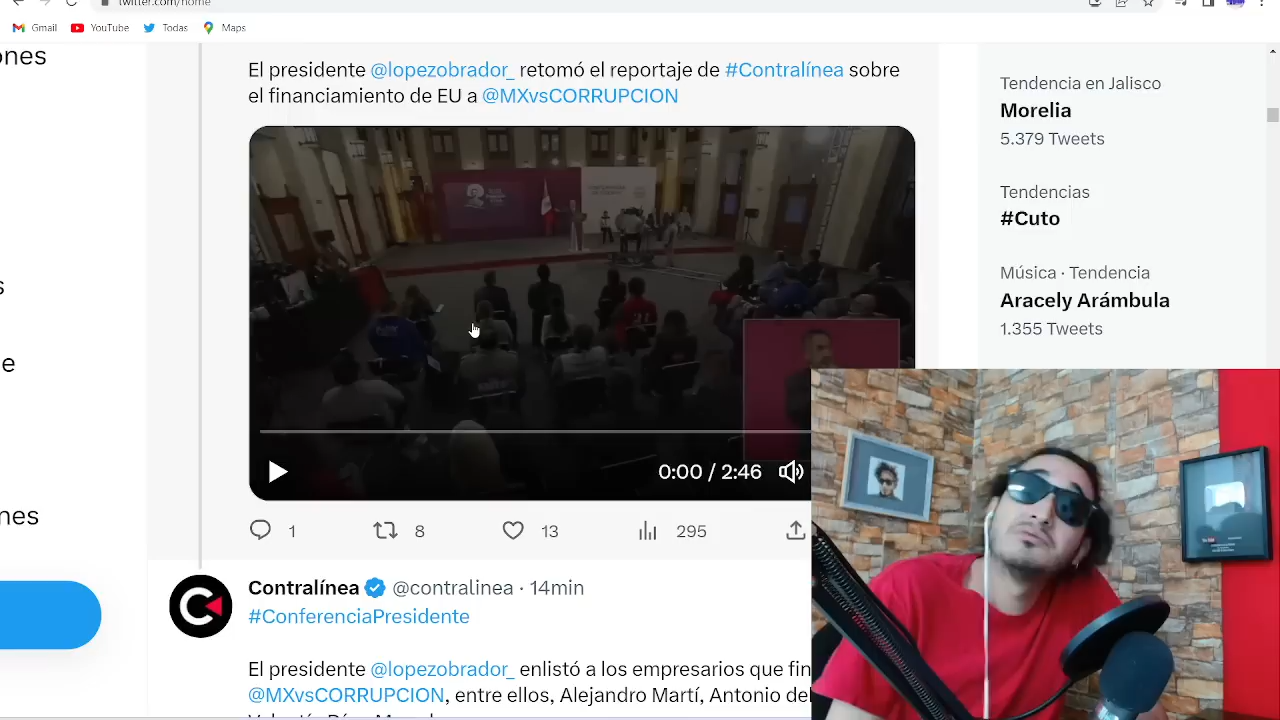 twitter.com/home
Gmail
YouTube
Todas
Maps
ones
s
e
nes
El presidente @lopezobrador_ retomó el reportaje de #Contralínea sobre
el financiamiento de EU a @MXvsCORRUPCION
0:00 / 2:46
1
8
13
295
Contralínea @contralinea · 14min
#ConferenciaPresidente
El presidente @lopezobrador_ enlistó a los empresarios que fin
@MXvsCORRUPCION, entre ellos, Alejandro Martí, Antonio del
Tendencia en Jalisco
Morelia
5.379 Tweets
Tendencias
#Cuto
Música · Tendencia
Aracely Arámbula
1.355 Tweets